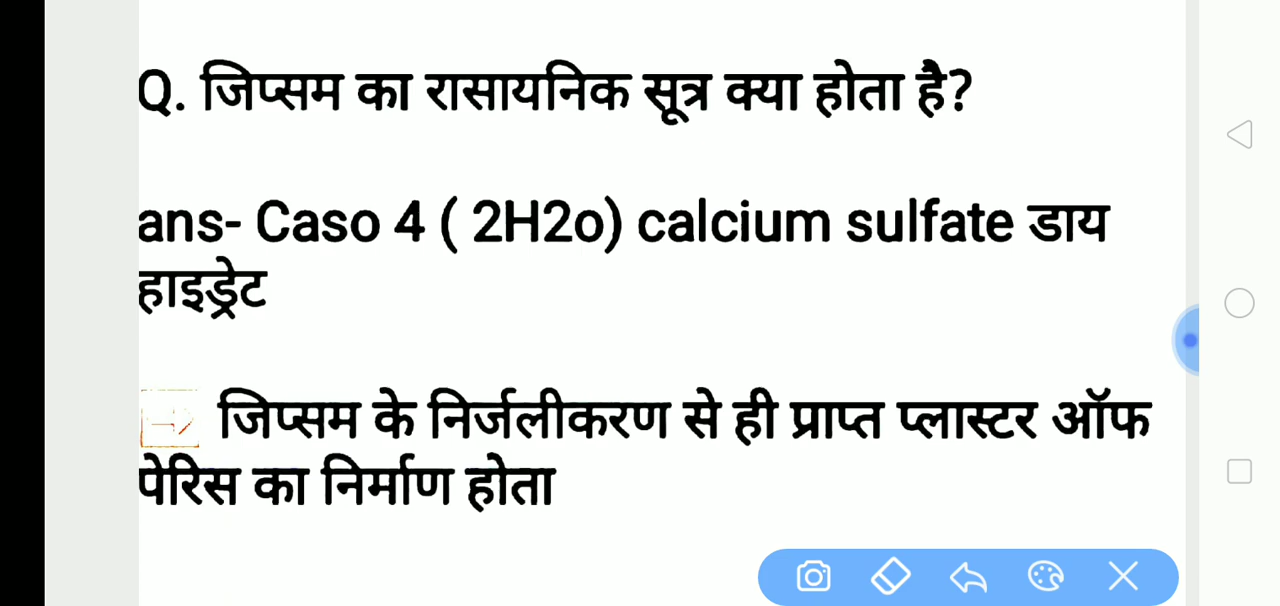 Q. जिप्सम का रासायनिक सूत्र क्या होता है?
ans- Caso 4 ( 2H2o) calcium sulfate डाय
हाइड्रेट
जिप्सम के निर्जलीकरण से ही प्राप्त प्लास्टर ऑफ
पेरिस का निर्माण होता